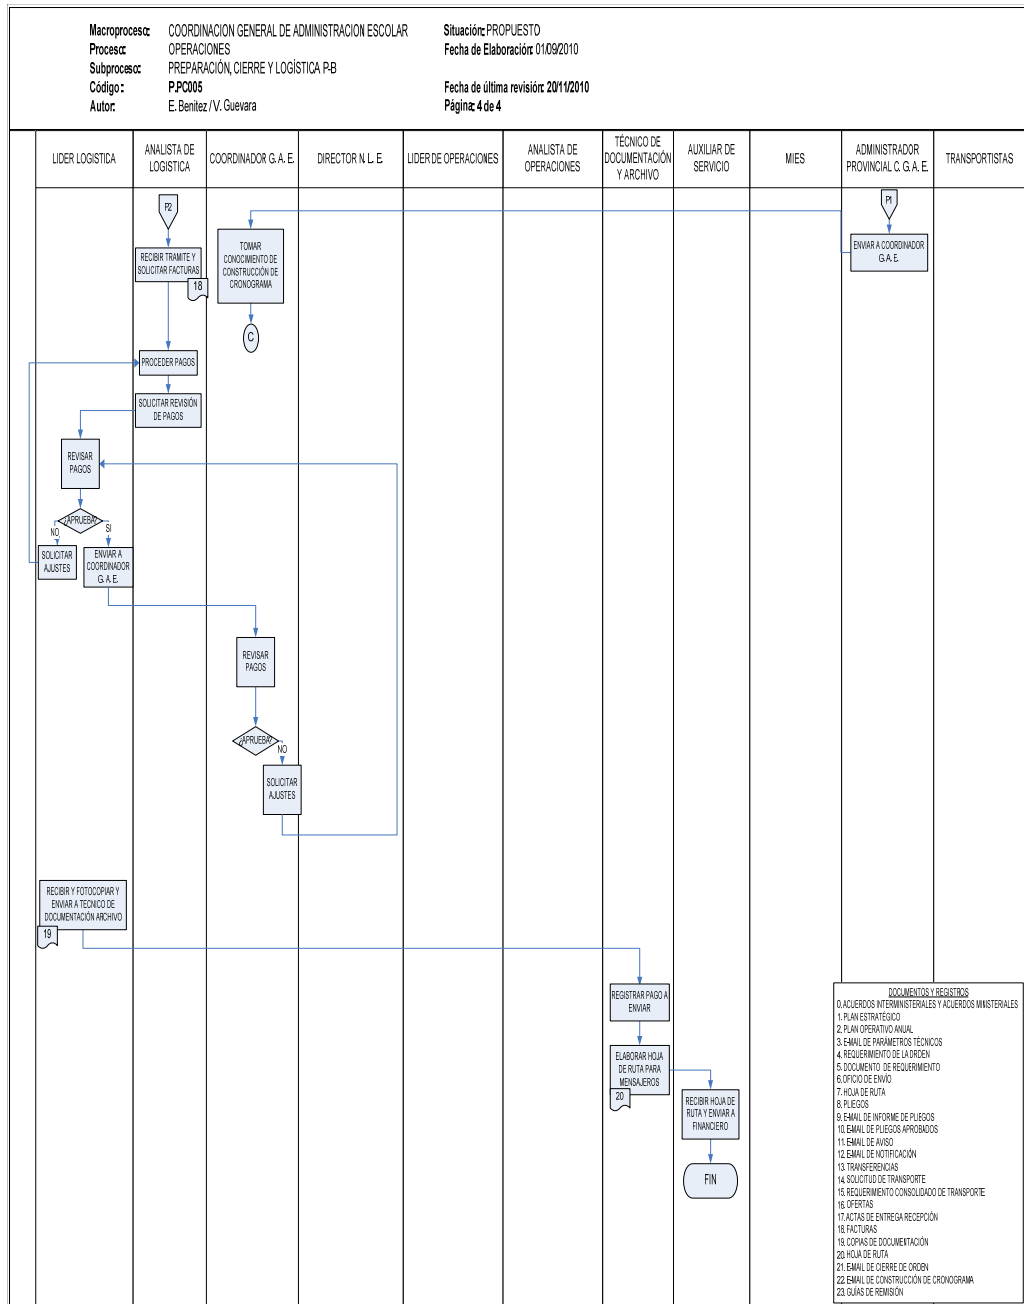 Macroproceso: COORDINACION GENERAL DE ADMINISTRACION ESCOLAR
Proceso: OPERACIONES
Subproceso: PREPARACIÓN, CIERRE Y LOGÍSTICA P-B
Código: P.PC005
Autor: E. Benitez / V. Guevara
Situación: PROPUESTO
Fecha de Elaboración: 01/09/2010
Fecha de última revisión: 20/11/2010
Página: 4 de 4
LIDER LOGISTICA
ANALISTA DE
LOGISTICA
COORDINADOR G. A. E.
DIRECTOR N. L. E.
LIDER DE OPERACIONES
ANALISTA DE
OPERACIONES
TÉCNICO DE
DOCUMENTACIÓN
Y ARCHIVO
AUXILIAR DE
SERVICIO
MIES
ADMINISTRADOR
PROVINCIAL C. G. A. E.
TRANSPORTISTAS
P2
P1
RECIBIR TRAMITE Y
SOLICITAR FACTURAS
18
TOMAR
CONOCIMIENTO DE
CONSTRUCCIÓN DE
CRONOGRAMA
ENVIAR A COORDINADOR
G. A. E.
C
PROCEDER PAGOS
SOLICITAR REVISIÓN
DE PAGOS
REVISAR
PAGOS
¿APRUEBA?
NO
SI
SOLICITAR
AJUSTES
ENVIAR A
COORDINADOR
G. A. E.
REVISAR
PAGOS
¿APRUEBA?
NO
SOLICITAR
AJUSTES
RECIBIR Y FOTOCOPIAR Y
ENVIAR A TECNICO DE
DOCUMENTACIÓN ARCHIVO
19
REGISTRAR PAGO A
ENVIAR
ELABORAR HOJA
DE RUTA PARA
MENSAJEROS
20
RECIBIR HOJA DE
RUTA Y ENVIAR A
FINANCIERO
FIN
DOCUMENTOS Y REGISTROS
0. ACUERDOS INTERMINISTERIALES Y ACUERDOS MINISTERIALES
1. PLAN ESTRATÉGICO
2. PLAN OPERATIVO ANUAL
3. E-MAIL DE PARÁMETROS TÉCNICOS
4. REQUERIMIENTO DE LA ORDEN
5. DOCUMENTO DE REQUERIMIENTO
6. OFICIO DE ENVÍO
7. HOJA DE RUTA
8. PLIEGOS
9. E-MAIL DE INFORME DE PLIEGOS
10. E-MAIL DE PLIEGOS APROBADOS
11. E-MAIL DE AVISO
12. E-MAIL DE NOTIFICACIÓN
13. TRANSFERENCIAS
14. SOLICITUD DE TRANSPORTE
15. REQUERIMIENTO CONSOLIDADO DE TRANSPORTE
16. OFERTAS
17. ACTAS DE ENTREGA RECEPCIÓN
18. FACTURAS
19. COPIAS DE DOCUMENTACIÓN
20. HOJA DE RUTA
21. E-MAIL DE CIERRE DE ORDEN
22. E-MAIL DE CONSTRUCCIÓN DE CRONOGRAMA
23. GUÍAS DE REMISIÓN